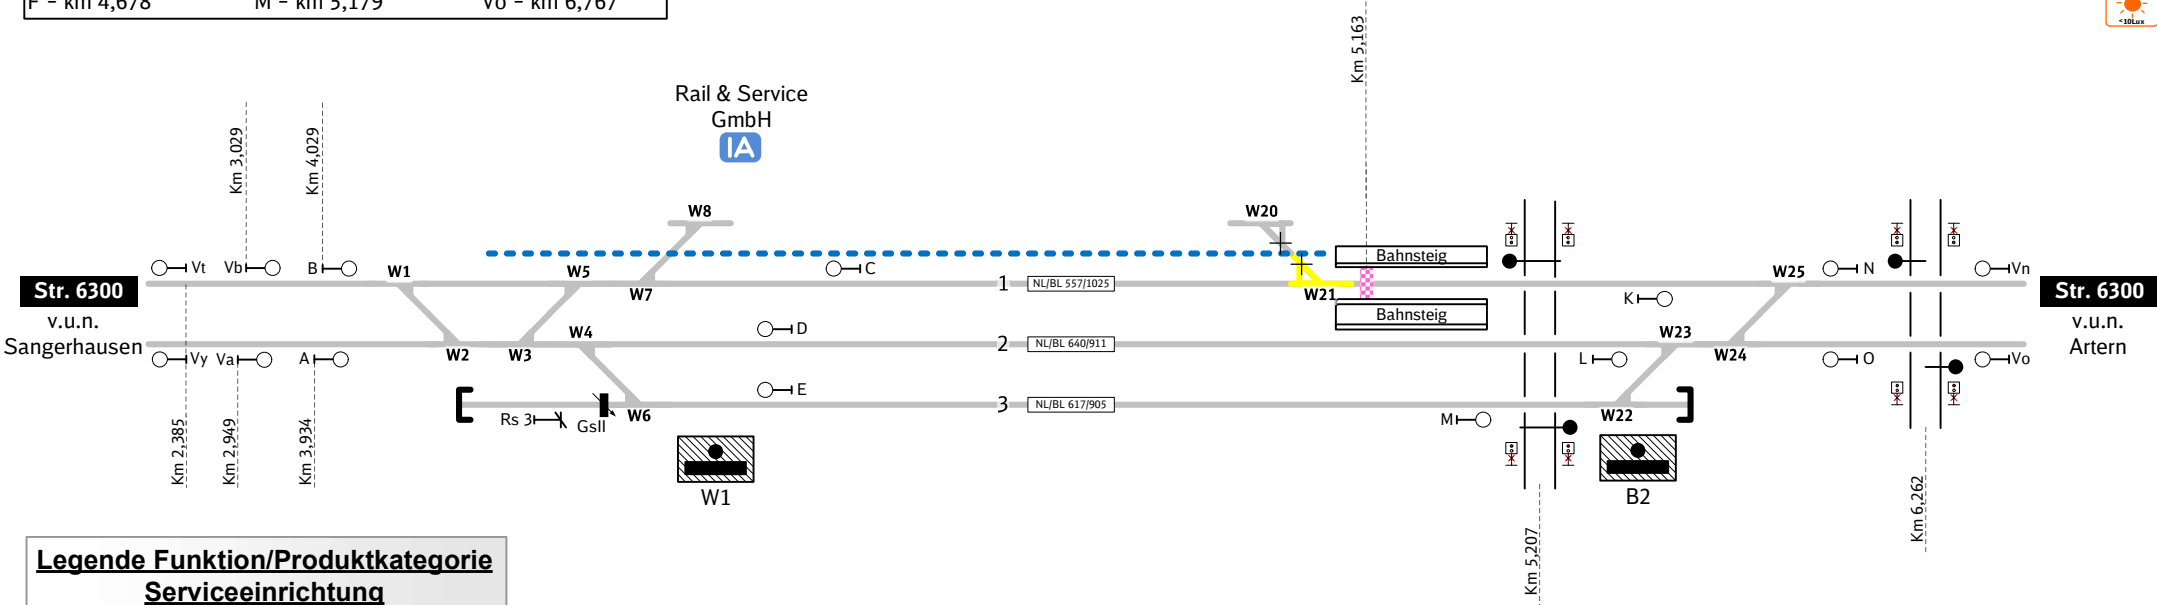 F - km 4,678 M - km 5,179 Vo - km 6,767
<10Lux
Km 5,163
Rail & Service
GmbH
IA
Km 3,029
Km 4,029
W8
W20
Bahnsteig
Vt
Vb
B
W1
W5
C
W25
N
Vn
Str. 6300
v.u.n.
Sangerhausen
W7
1
NL/BL 557/1025
W21
K
Str. 6300
v.u.n.
Artern
Bahnsteig
D
W4
W23
W2
W3
2
NL/BL 640/911
W24
Vy
Va
A
L
O
Vo
E
Rs 3
GsII
W6
3
NL/BL 617/905
M
W22
Km 2,385
Km 2,949
Km 3,934
W1
B2
Km 5,207
Km 6,262
Legende Funktion/Produktkategorie
Serviceeinrichtung